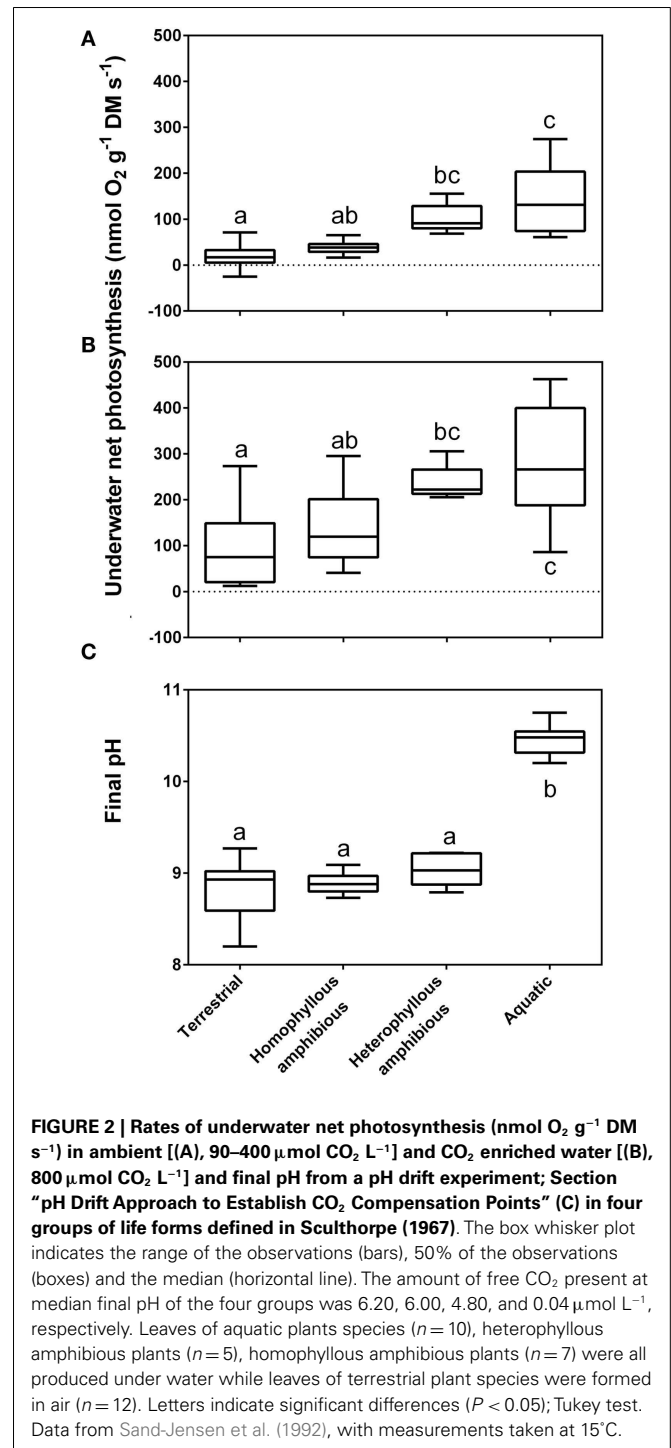 A
500
400
300
200
100
0
-100
a
ab
bc
c
Underwater net photosynthesis (nmol O₂ g⁻¹ DM s⁻¹)
B
500
400
300
200
100
0
-100
a
ab
bc
c
C
Final pH
11
10
9
8
a
a
a
b
Terrestrial
Homophyllous
amphibious
Heterophyllous
amphibious
Aquatic
FIGURE 2 | Rates of underwater net photosynthesis (nmol O₂ g⁻¹ DM
s⁻¹) in ambient [(A), 90–400 μmol CO₂ L⁻¹] and CO₂ enriched water [(B),
800 μmol CO₂ L⁻¹] and final pH from a pH drift experiment; Section
“pH Drift Approach to Establish CO₂ Compensation Points” (C) in four
groups of life forms defined in Sculthorpe (1967). The box whisker plot
indicates the range of the observations (bars), 50% of the observations
(boxes) and the median (horizontal line). The amount of free CO₂ present at
median final pH of the four groups was 6.20, 6.00, 4.80, and 0.04 μmol L⁻¹,
respectively. Leaves of aquatic plants species (n = 10), heterophyllous
amphibious plants (n = 5), homophyllous amphibious plants (n = 7) were all
produced under water while leaves of terrestrial plant species were formed
in air (n = 12). Letters indicate significant differences (P < 0.05); Tukey test.
Data from Sand-Jensen et al. (1992), with measurements taken at 15°C.